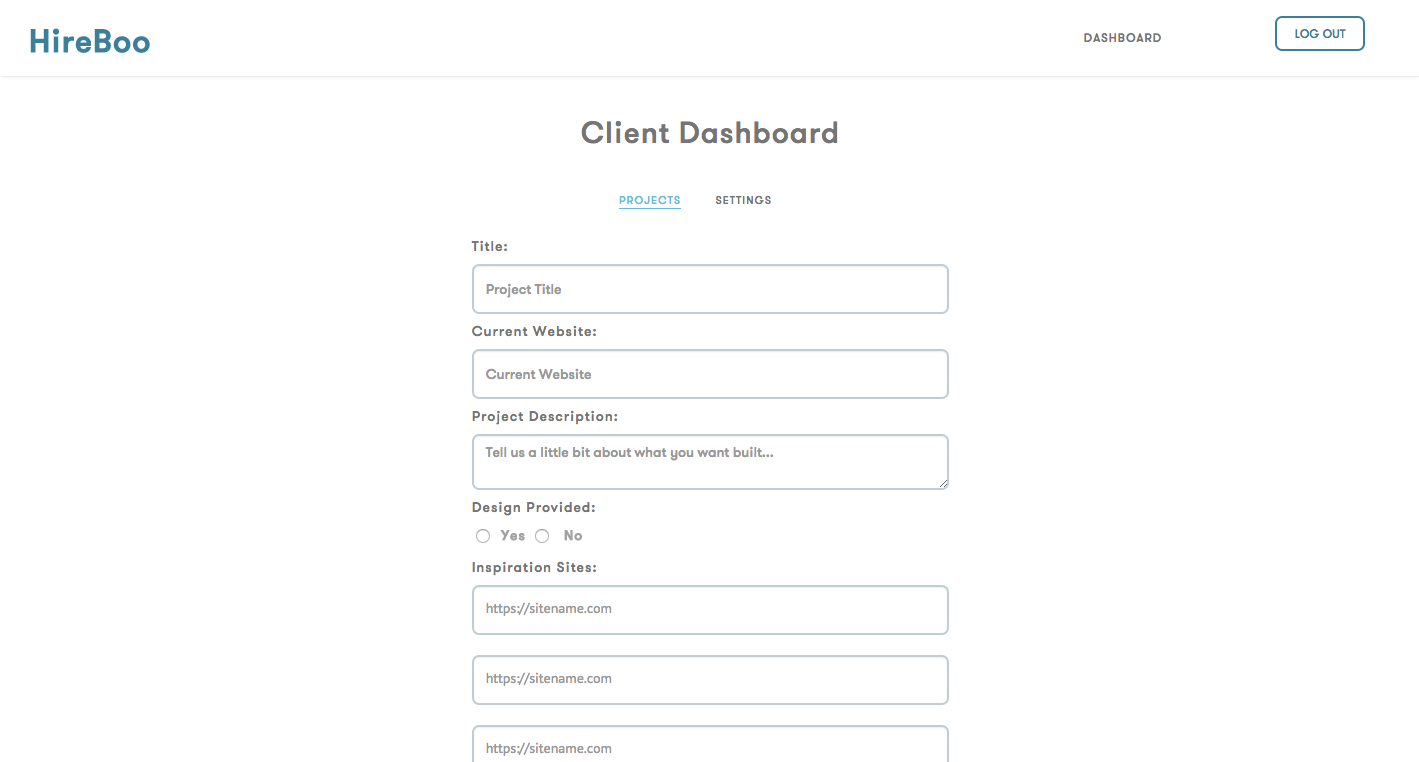 HireBoo
DASHBOARD
LOG OUT
Client Dashboard
PROJECTS SETTINGS
Title:
Project Title
Current Website:
Current Website
Project Description:
Tell us a little bit about what you want built...
Design Provided:
Yes No
Inspiration Sites:
https://sitename.com
https://sitename.com
https://sitename.com